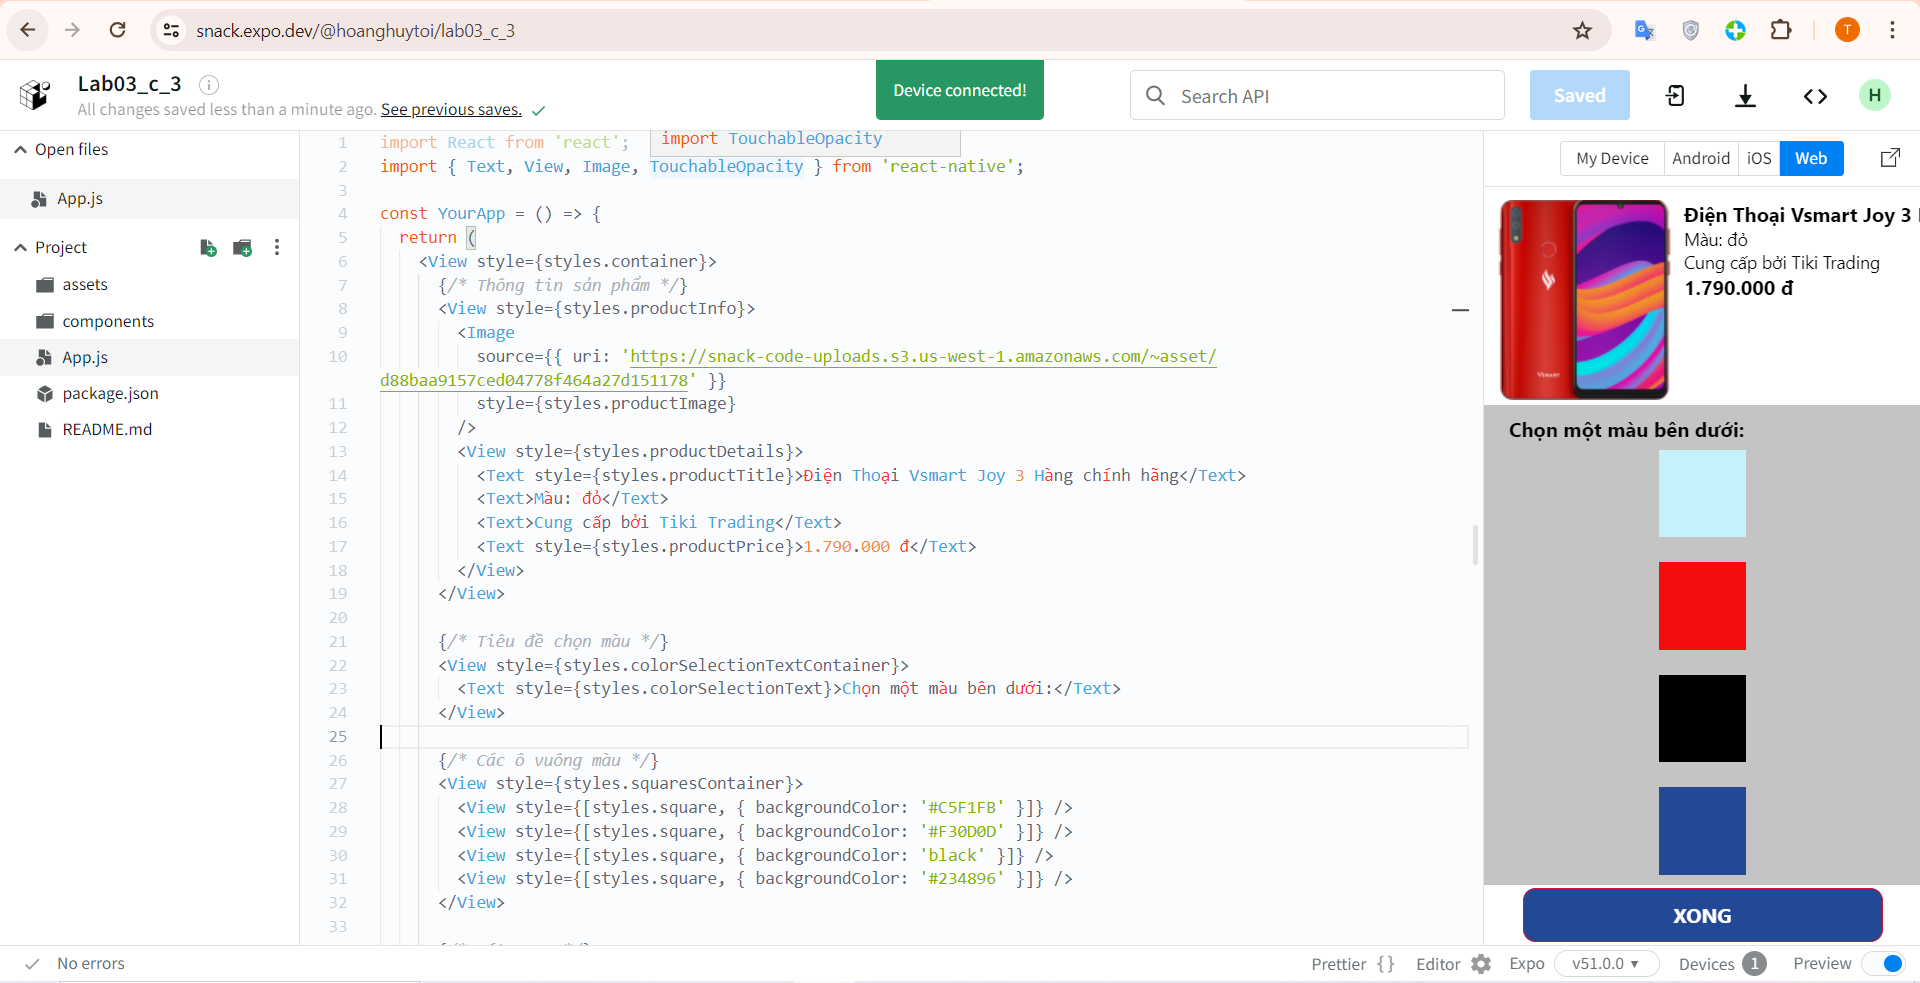 snack.expo.dev/@hoanghuytoi/lab03_c_3
T
Lab03_c_3
All changes saved less than a minute ago. See previous saves.
Device connected!
Search API
Saved
H
Open files
App.js
Project
assets
components
App.js
package.json
README.md
import TouchableOpacity
1 import React from 'react';
2 import { Text, View, Image, TouchableOpacity } from 'react-native';
3
4 const YourApp = () => {
5 return (
6 <View style={styles.container}>
7 {/* Thông tin sản phẩm */}
8 <View style={styles.productInfo}>
9 <Image
10 source={{ uri: 'https://snack-code-uploads.s3.us-west-1.amazonaws.com/~asset/
d88baa9157ced04778f464a27d151178' }}
11 style={styles.productImage}
12 />
13 <View style={styles.productDetails}>
14 <Text style={styles.productTitle}>Điện Thoại Vsmart Joy 3 Hàng chính hãng</Text>
15 <Text>Màu: đỏ</Text>
16 <Text>Cung cấp bởi Tiki Trading</Text>
17 <Text style={styles.productPrice}>1.790.000 đ</Text>
18 </View>
19 </View>
20
21 {/* Tiêu đề chọn màu */}
22 <View style={styles.colorSelectionTextContainer}>
23 <Text style={styles.colorSelectionText}>Chọn một màu bên dưới:</Text>
24 </View>
25
26 {/* Các ô vuông màu */}
27 <View style={styles.squaresContainer}>
28 <View style={[styles.square, { backgroundColor: '#C5F1FB' }]} />
29 <View style={[styles.square, { backgroundColor: '#F30D0D' }]} />
30 <View style={[styles.square, { backgroundColor: 'black' }]} />
31 <View style={[styles.square, { backgroundColor: '#234896' }]} />
32 </View>
33
My Device Android iOS Web
Điện Thoại Vsmart Joy 3
Màu: đỏ
Cung cấp bởi Tiki Trading
1.790.000 đ
VSMART
Chọn một màu bên dưới:
XONG
No errors
Prettier {} Editor Expo v51.0.0 Devices 1 Preview